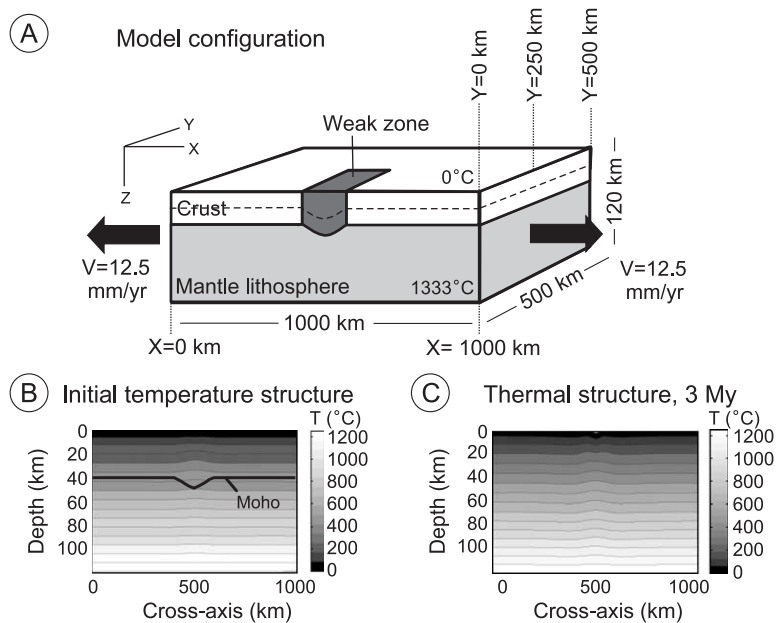 A
Model configuration
Y=0 km
Y=250 km
Y=500 km
Weak zone
Y
X
Z
0°C
Crust
120 km
V=12.5
mm/yr
Mantle lithosphere
1333°C
V=12.5
mm/yr
500 km
1000 km
X=0 km
X= 1000 km
B
Initial temperature structure
T (°C)
0
20
40
60
80
100
Depth (km)
Moho
1200
1000
800
600
400
200
0
0
500
1000
Cross-axis (km)
C
Thermal structure, 3 My
T (°C)
0
20
40
60
80
100
Depth (km)
1200
1000
800
600
400
200
0
0
500
1000
Cross-axis (km)